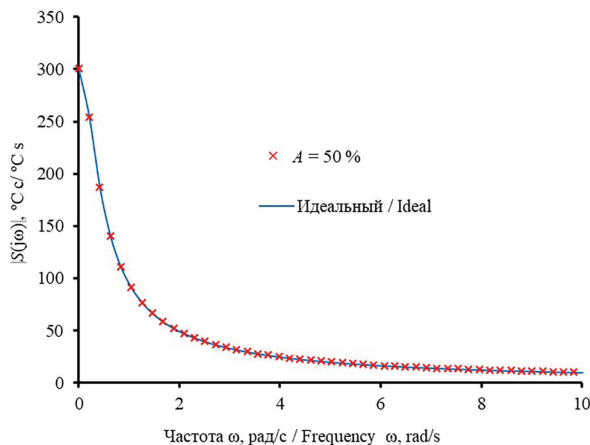 350
300
250
200
150
100
50
0
|S(jω)|, °C c/ °C s
A = 50 %
Идеальный / Ideal
0 2 4 6 8 10
Частота ω, рад/с / Frequency ω, rad/s